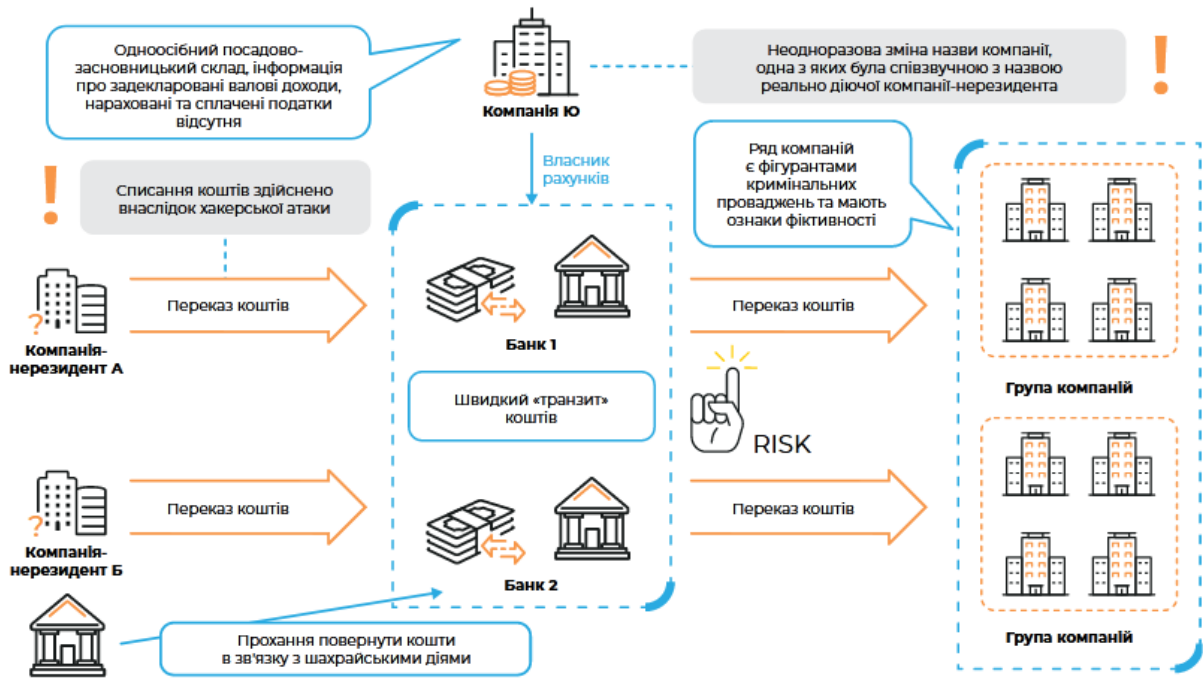 Одноосібний посадово-
засновницький склад, інформація
про задекларовані валові доходи,
нараховані та сплачені податки
відсутня
Компанія Ю
Неодноразова зміна назви компанії,
одна з яких була співзвучною з назвою
реально діючої компанії-нерезидента
!
Власник
рахунків
Ряд компаній
є фігурантами
кримінальних
проваджень та мають
ознаки фіктивності
!
Списання коштів здійснено
внаслідок хакерської атаки
?
Компанія-
нерезидент А
Переказ коштів
Банк 1
Переказ коштів
Група компаній
Швидкий «транзит»
коштів
RISK
?
Компанія-
нерезидент Б
Переказ коштів
Банк 2
Переказ коштів
Група компаній
Прохання повернути кошти
в зв'язку з шахрайськими діями